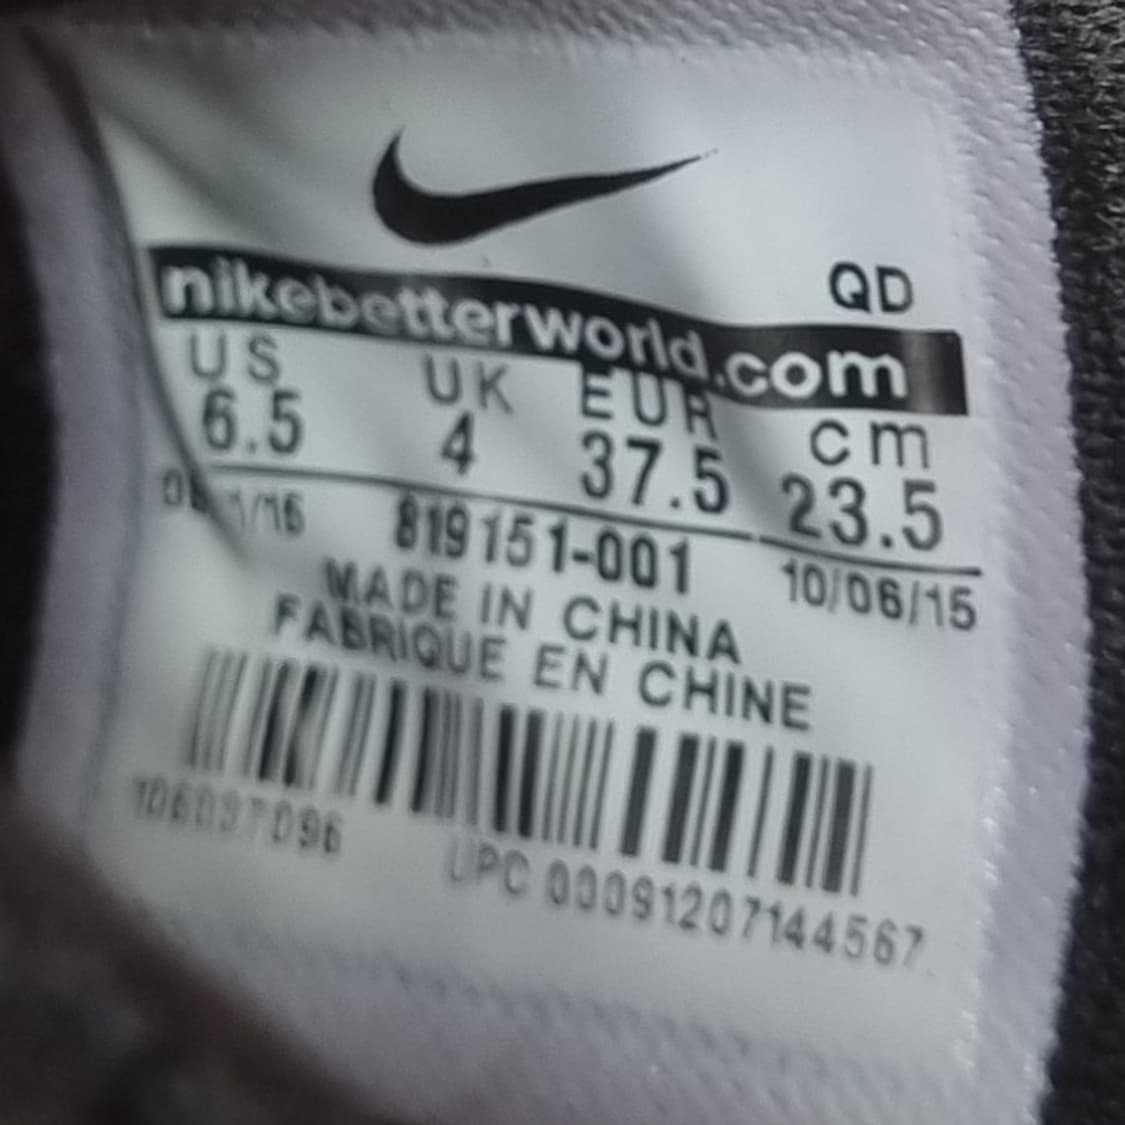 QD
nikebetterworld.com
US UK EUR cm
6.5 4 37.5 23.5
819151-001 10/06/15
MADE IN CHINA
FABRIQUE EN CHINE
UPC 00091207144567